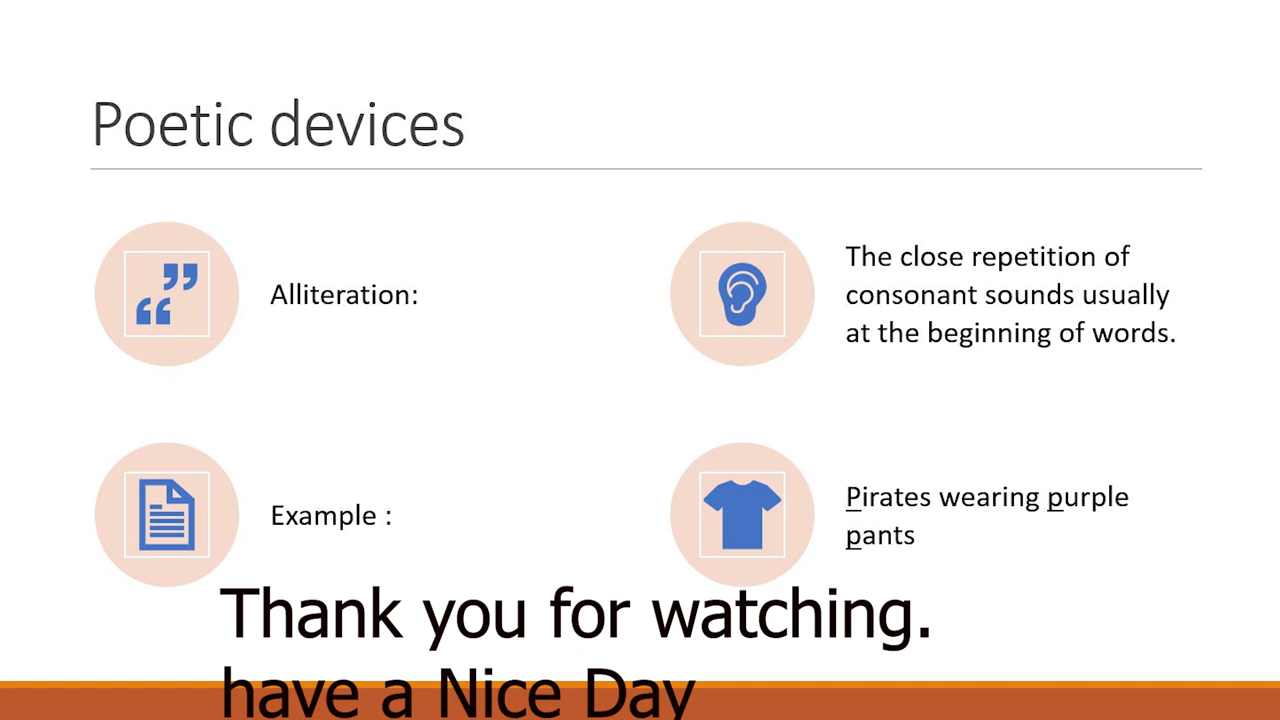 Poetic devices
Alliteration:
The close repetition of
consonant sounds usually
at the beginning of words.
Example :
Pirates wearing purple
pants
Thank you for watching.
have a Nice Day